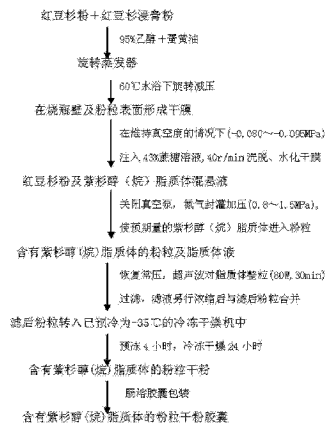 红豆杉粉＋红豆杉浸膏粉
95%乙醇＋蛋黄油
旋转蒸发器
60℃水浴下旋转减压
在烧瓶壁及粉粒表面形成干膜
在维持真空度的情况下(-0.080～-0.095MPa)
注入43%蔗糖溶液,40r/min洗脱、水化干膜
红豆杉粉及紫杉醇（烷）脂质体混悬液
关闭真空泵，氮气封灌加压(0.8～1.5MPa),
使预期量的紫杉醇（烷）脂质体进入粉粒
含有紫杉醇(烷)脂质体的粉粒及脂质体液
恢复常压，超声波对脂质体整粒(80W,30min)
过滤，滤液另行浓缩后与滤后粉粒合并
滤后粉粒转入已预冷为-35℃的冷冻干燥机中
预冻4小时，冷冻干燥24小时
含有紫杉醇(烷)脂质体的粉粒干粉
肠溶胶囊包装
含有紫杉醇(烷)脂质体的粉粒干粉胶囊